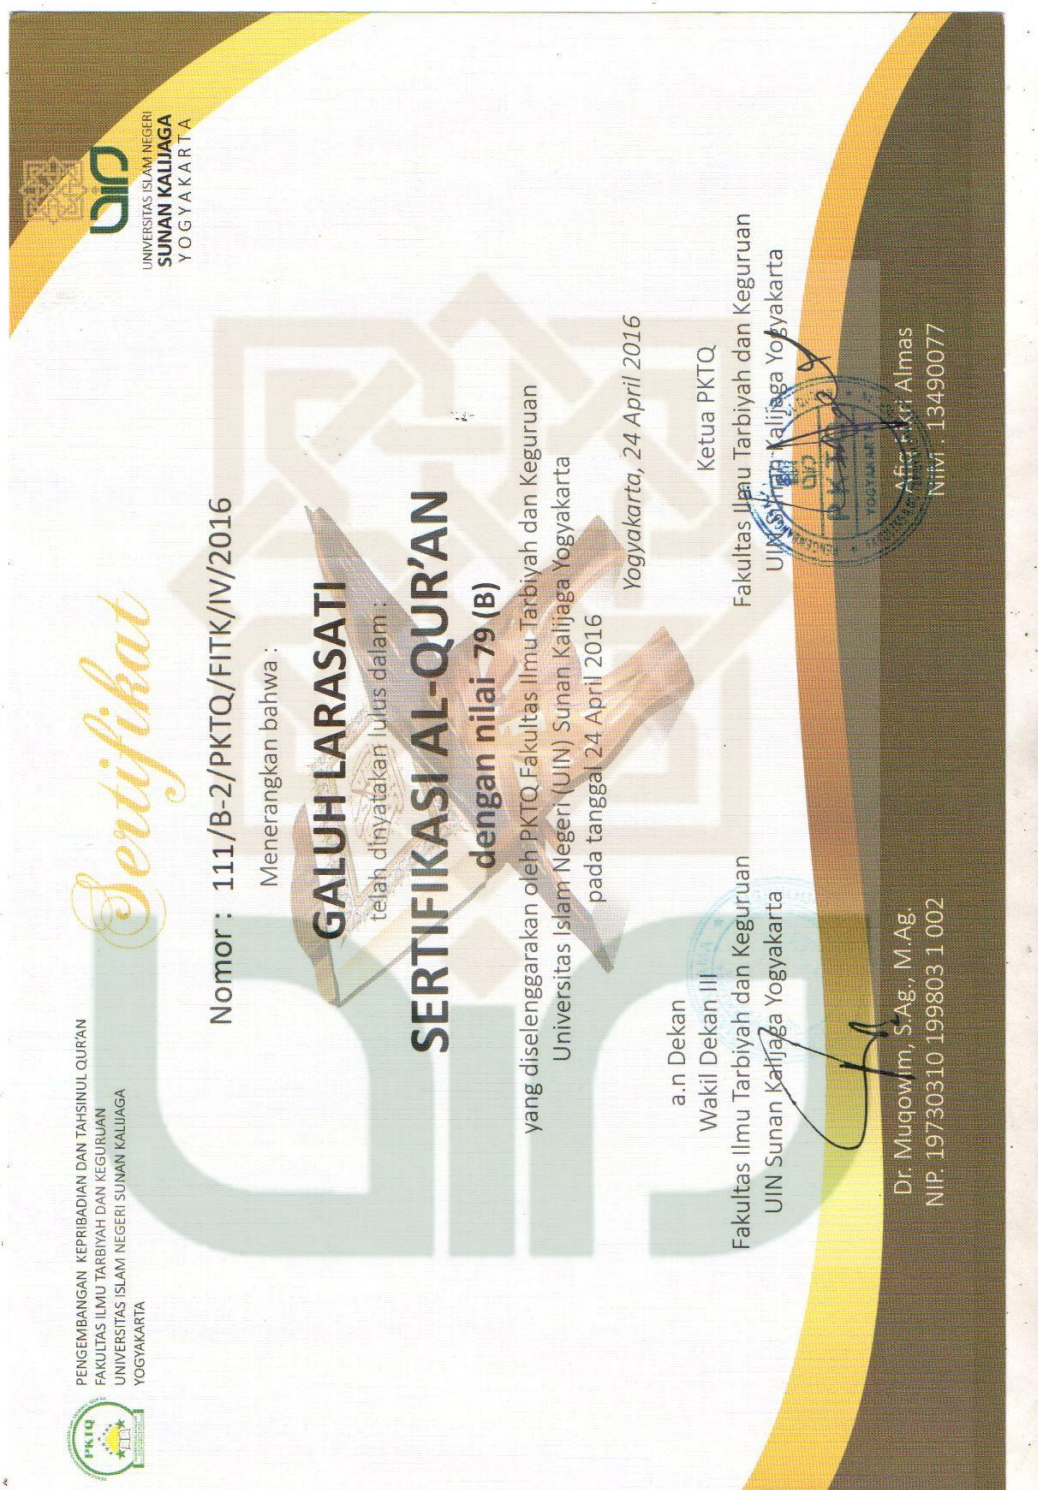 PENGEMBANGAN KEPRIBADIAN DAN TAHSINUL QUR'AN
FAKULTAS ILMU TARBIYAH DAN KEGURUAN
UNIVERSITAS ISLAM NEGERI SUNAN KALIJAGA
YOGYAKARTA
PKTQ
UNIVERSITAS ISLAM NEGERI
SUNAN KALIJAGA
YOGYAKARTA
Sertifikat
Nomor : 111/B-2/PKTQ/FITK/IV/2016
Menerangkan bahwa :
GALUH LARASATI
telah dinyatakan lulus dalam :
SERTIFIKASI AL-QUR'AN
dengan nilai 79 (B)
yang diselenggarakan oleh PKTQ Fakultas Ilmu Tarbiyah dan Keguruan
Universitas Islam Negeri (UIN) Sunan Kalijaga Yogyakarta
pada tanggal 24 April 2016
Yogyakarta, 24 April 2016
a.n Dekan
Wakil Dekan III
Fakultas Ilmu Tarbiyah dan Keguruan
UIN Sunan Kalijaga Yogyakarta
Dr. Muqowim, S.Ag., M.Ag.
NIP. 19730310 199803 1 002
Ketua PKTQ
Fakultas Ilmu Tarbiyah dan Keguruan
UIN Sunan Kalijaga Yogyakarta
PKTQ
YOGYAKARTA
Almas
NIM . 13490077